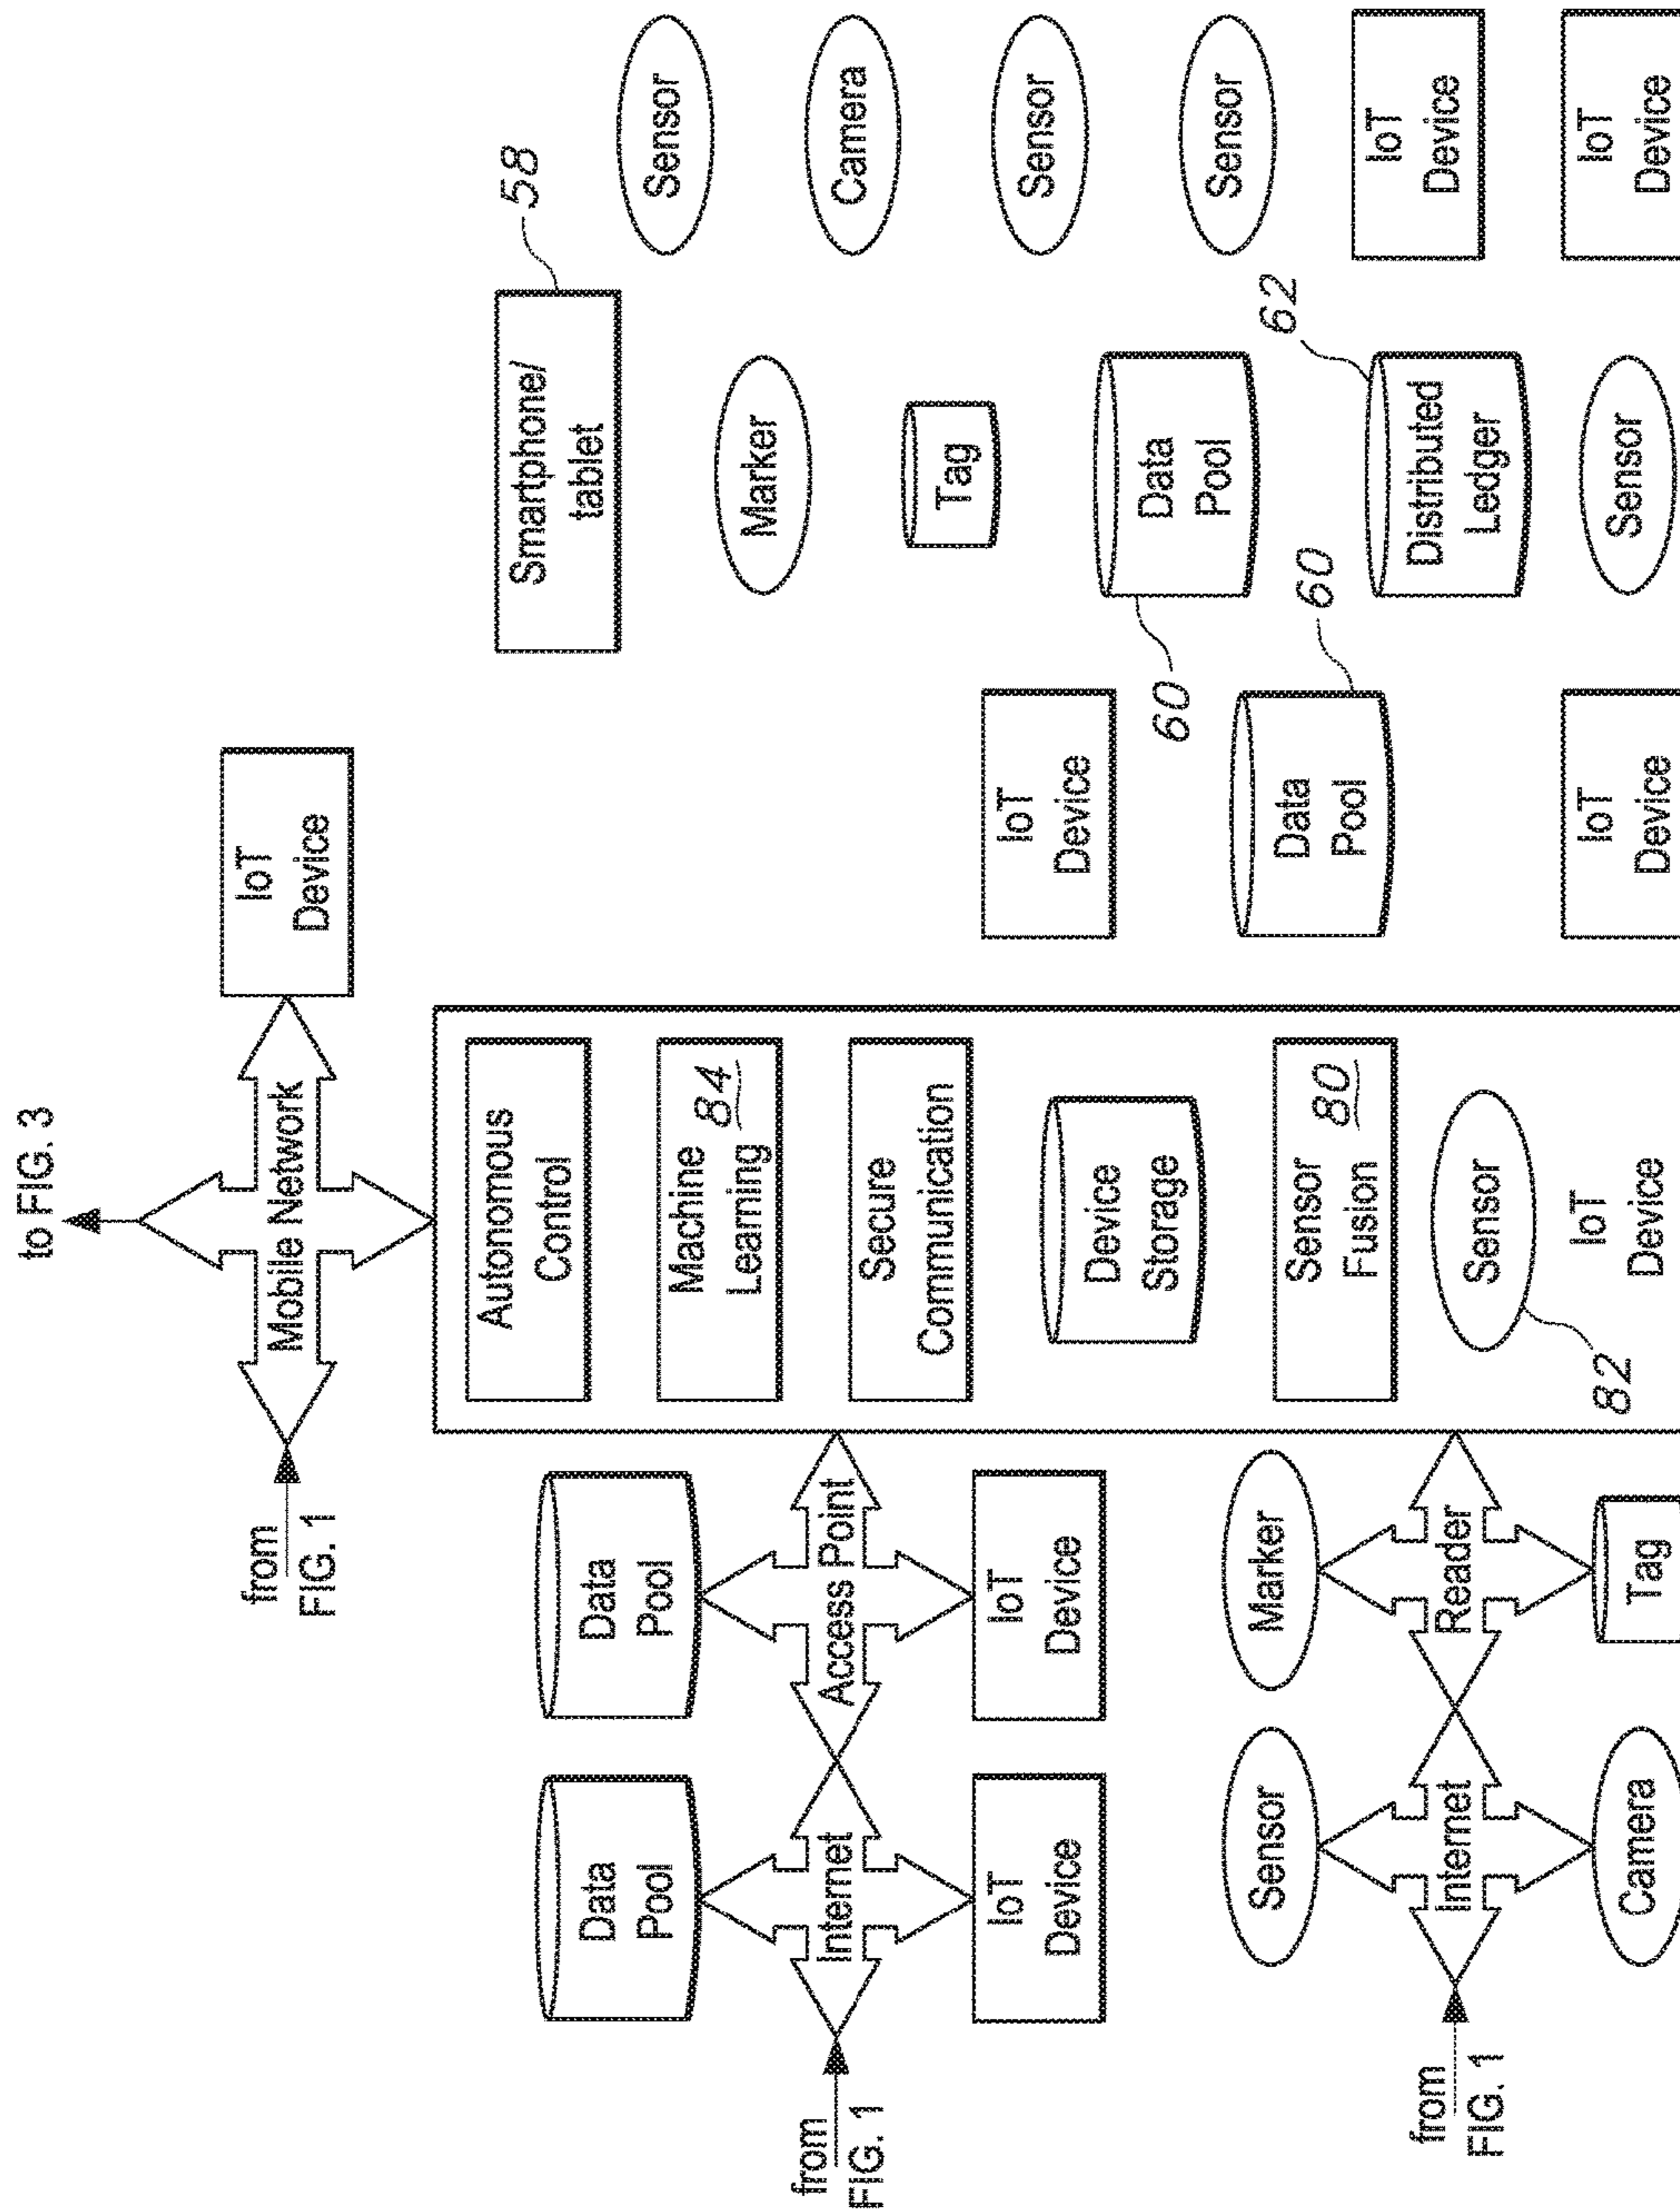 to FIG. 3
from
FIG. 1
Mobile Network
IoT
Device
Autonomous
Control
Smartphone/
tablet
58
Data
Pool
Data
Pool
Machine
Learning
84
Sensor
Marker
from
FIG. 1
Internet
Access Point
Secure
Communication
Camera
Tag
IoT
Device
IoT
Device
Device
Storage
IoT
Device
Sensor
Data
Pool
60
Sensor
Marker
Sensor
Fusion
80
Data
Pool
60
Sensor
62
Distributed
Ledger
IoT
Device
from
FIG. 1
Internet
Reader
Sensor
82
Camera
Tag
IoT
Device
IoT
Device
Sensor
IoT
Device